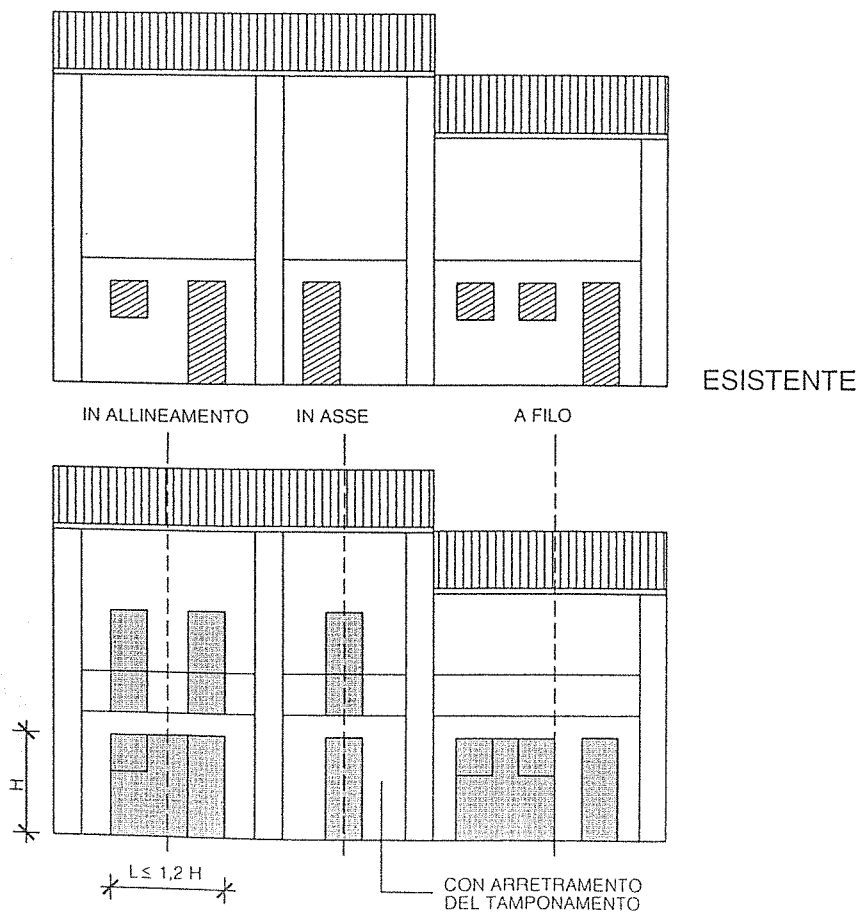 ESISTENTE
IN ALLINEAMENTO IN ASSE A FILO
H
L ≤ 1,2 H
CON ARRETRAMENTO
DEL TAMPONAMENTO